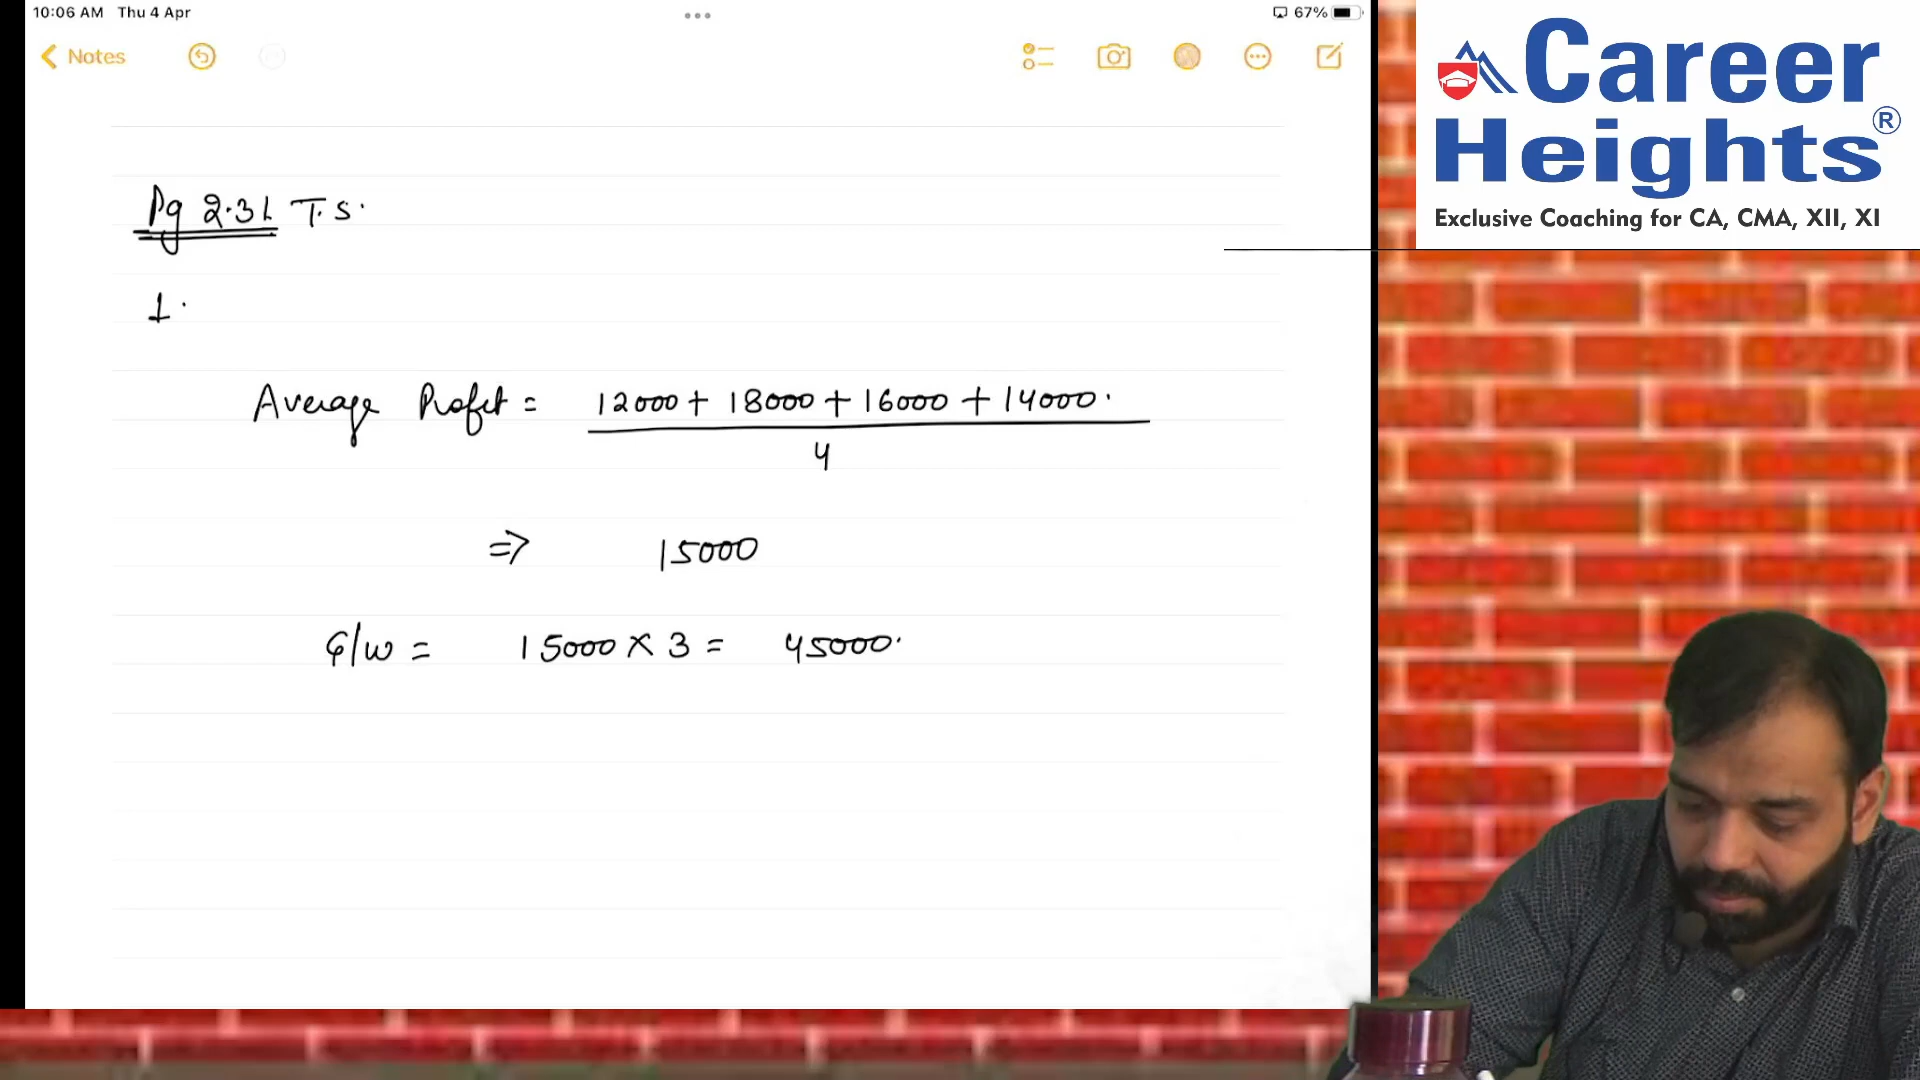 10:06 AM Thu 4 Apr
67%
Notes
Career
Heights®
Exclusive Coaching for CA, CMA, XII, XI
Pg 2.31 T.S.
1.
Average Profit = 12000 + 18000 + 16000 + 14000.
4
⇒ 15000
G/W = 15000 × 3 = 45000.